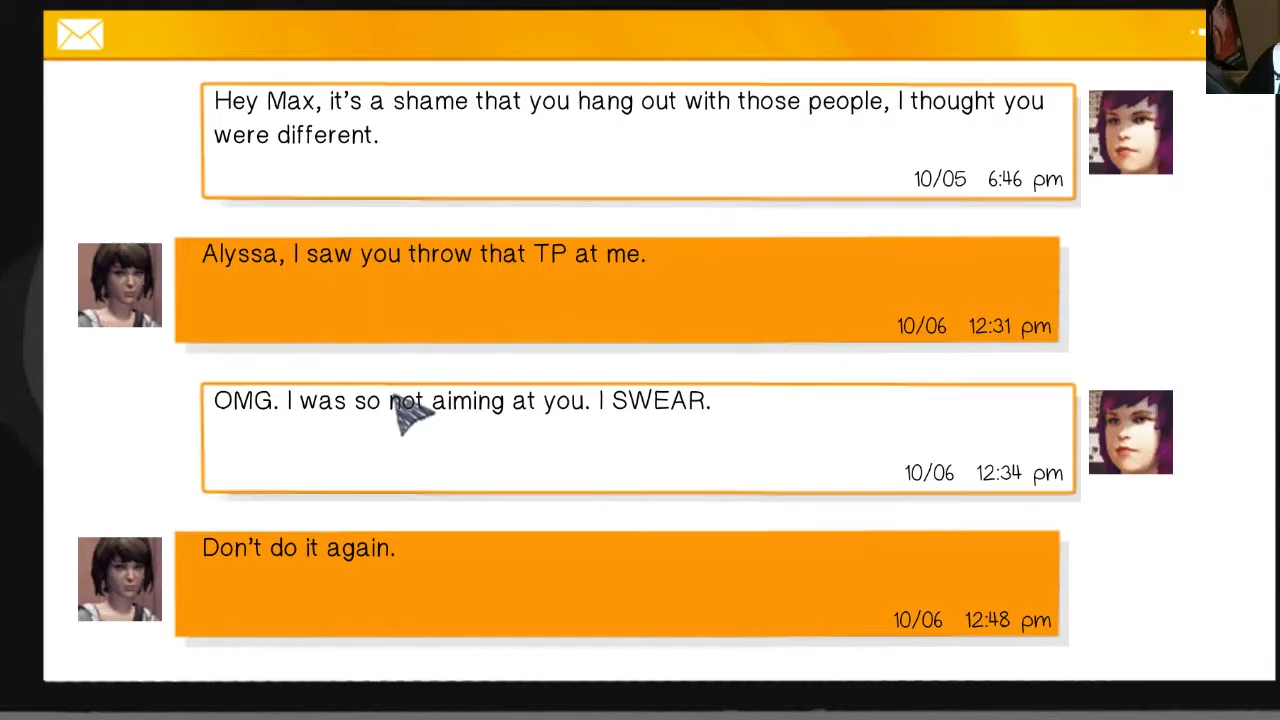 Hey Max, it's a shame that you hang out with those people, I thought you
were different.
10/05 6:46 pm
Alyssa, I saw you throw that TP at me.
10/06 12:31 pm
OMG. I was so not aiming at you. I SWEAR.
10/06 12:34 pm
Don't do it again.
10/06 12:48 pm